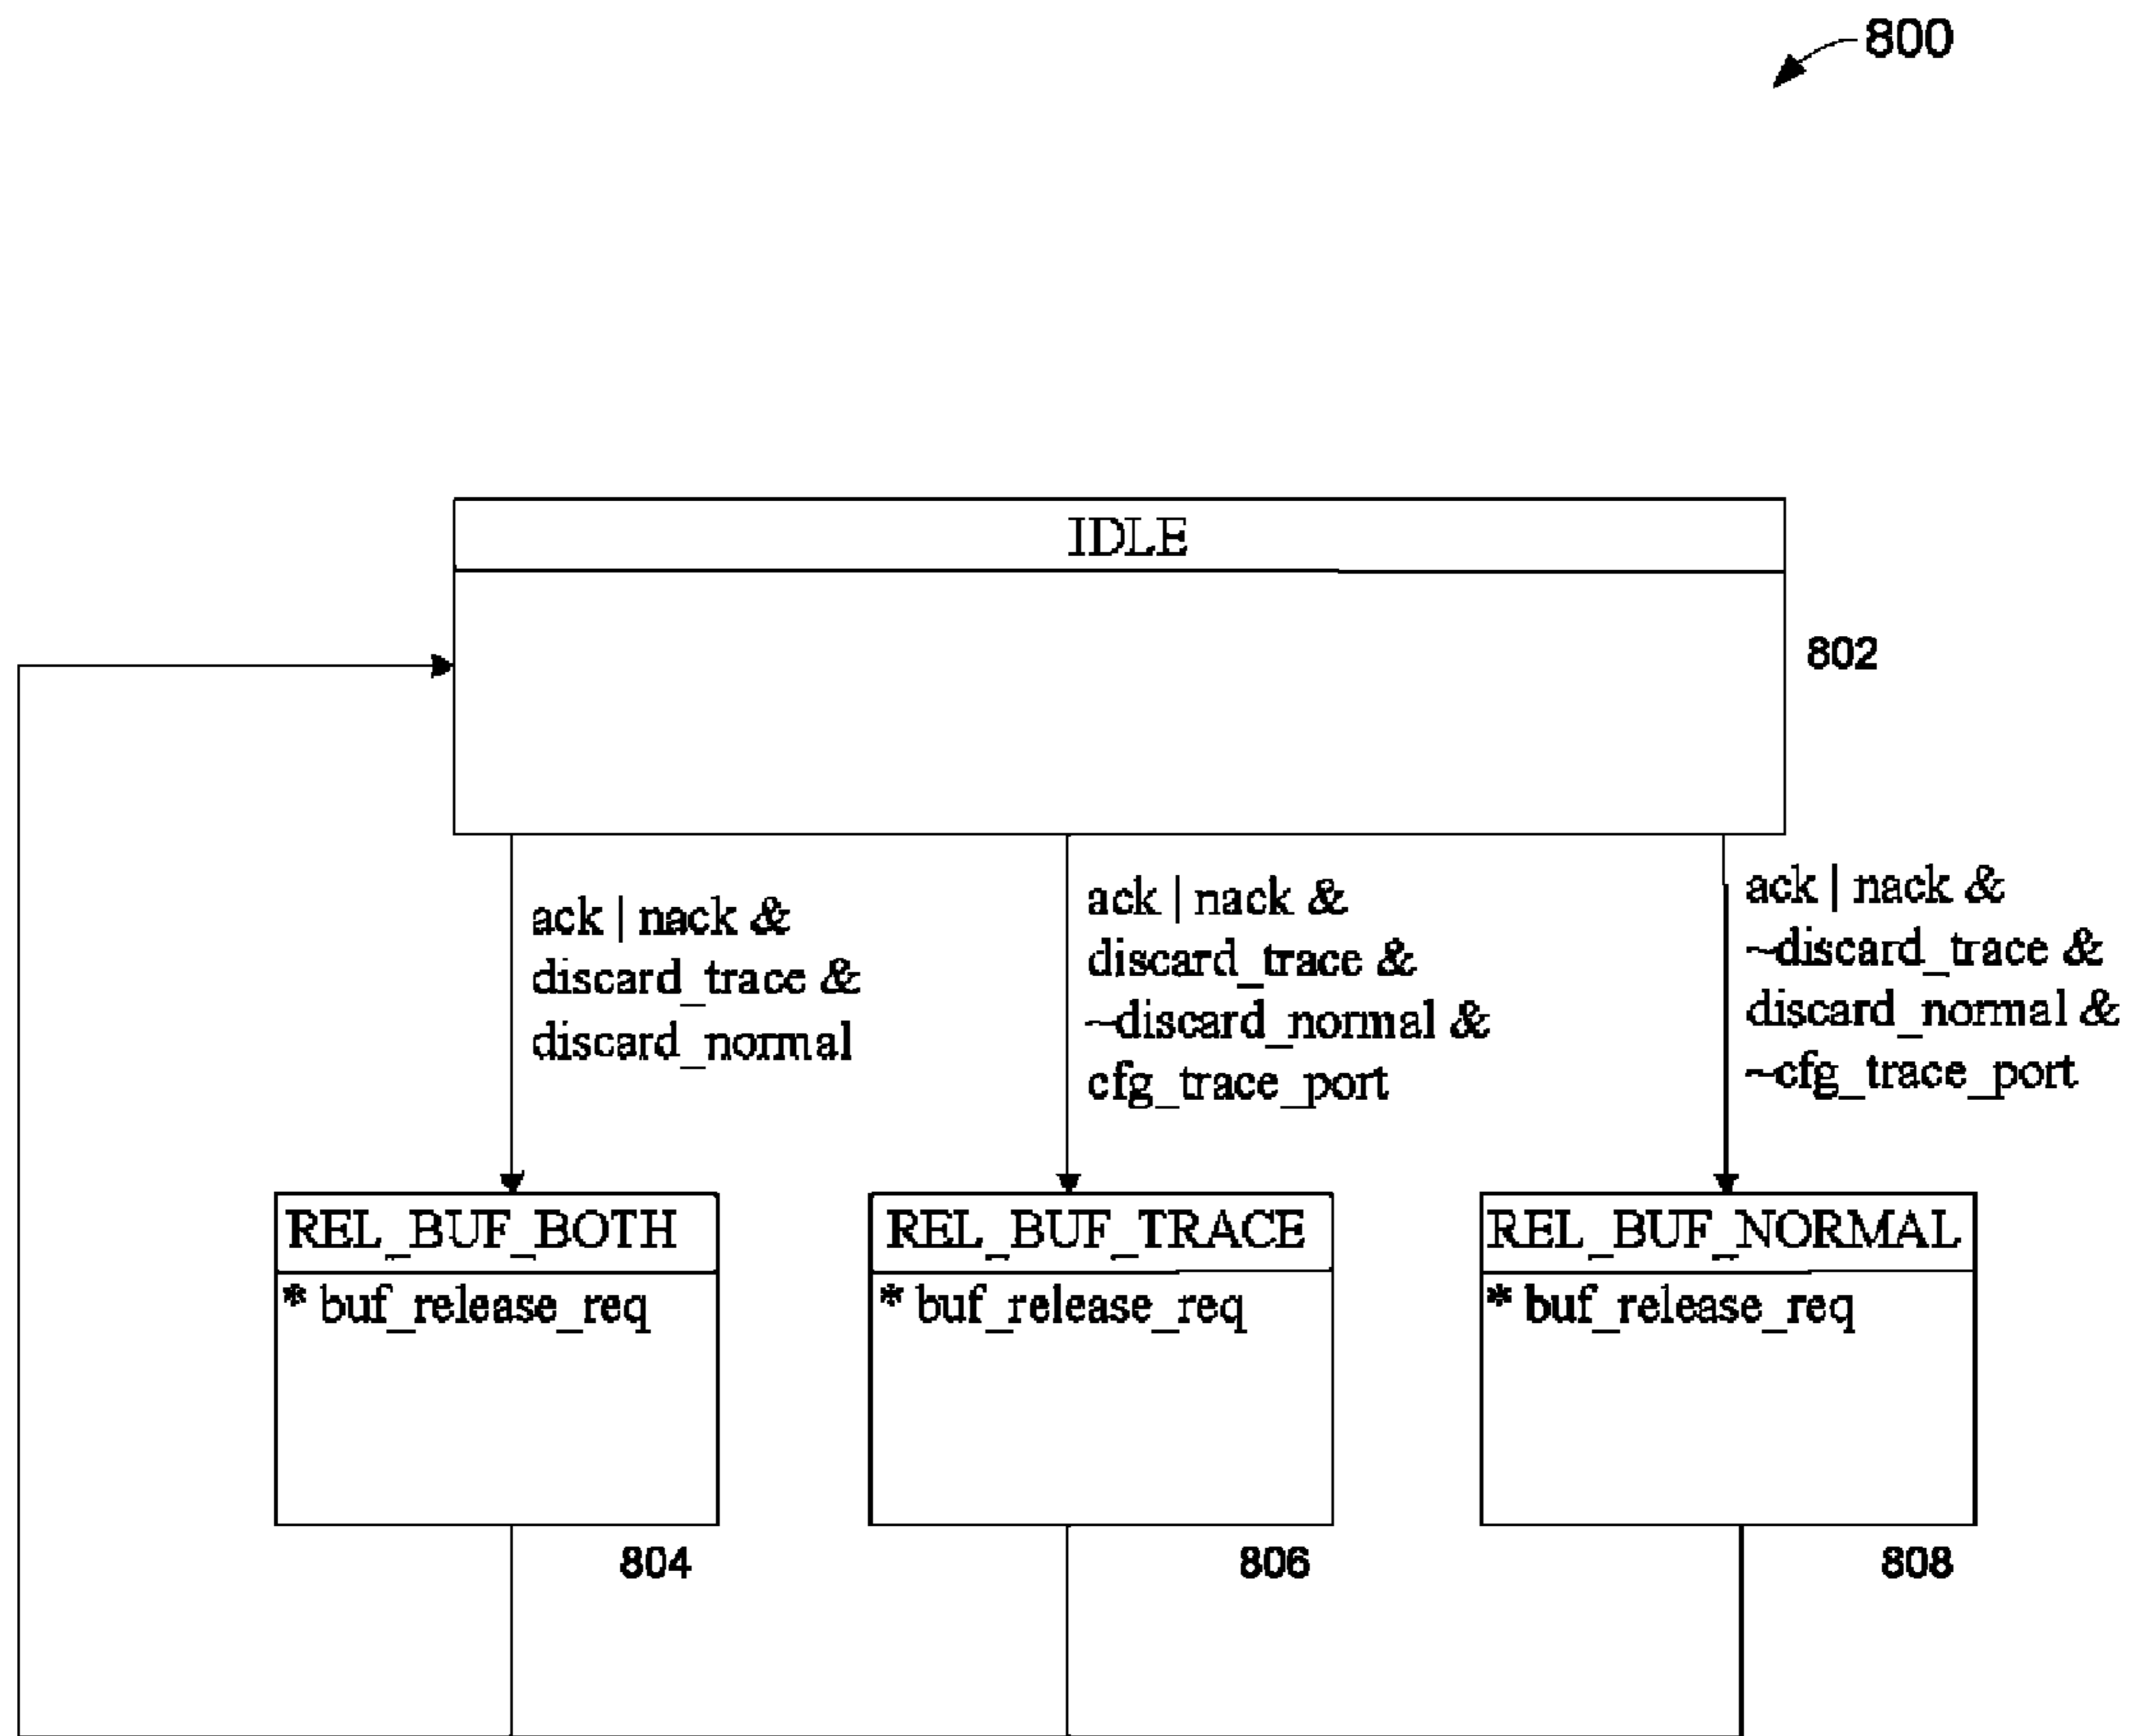 800
IDLE
802
ack | nack &
discard_trace &
discard_normal
ack | nack &
discard_trace &
~discard_normal &
cfg_trace_port
ack | nack &
~discard_trace &
discard_normal &
~cfg_trace_port
REL_BUF_BOTH
* buf_release_req
804
REL_BUF_TRACE
* buf_release_req
806
REL_BUF_NORMAL
* buf_release_req
808